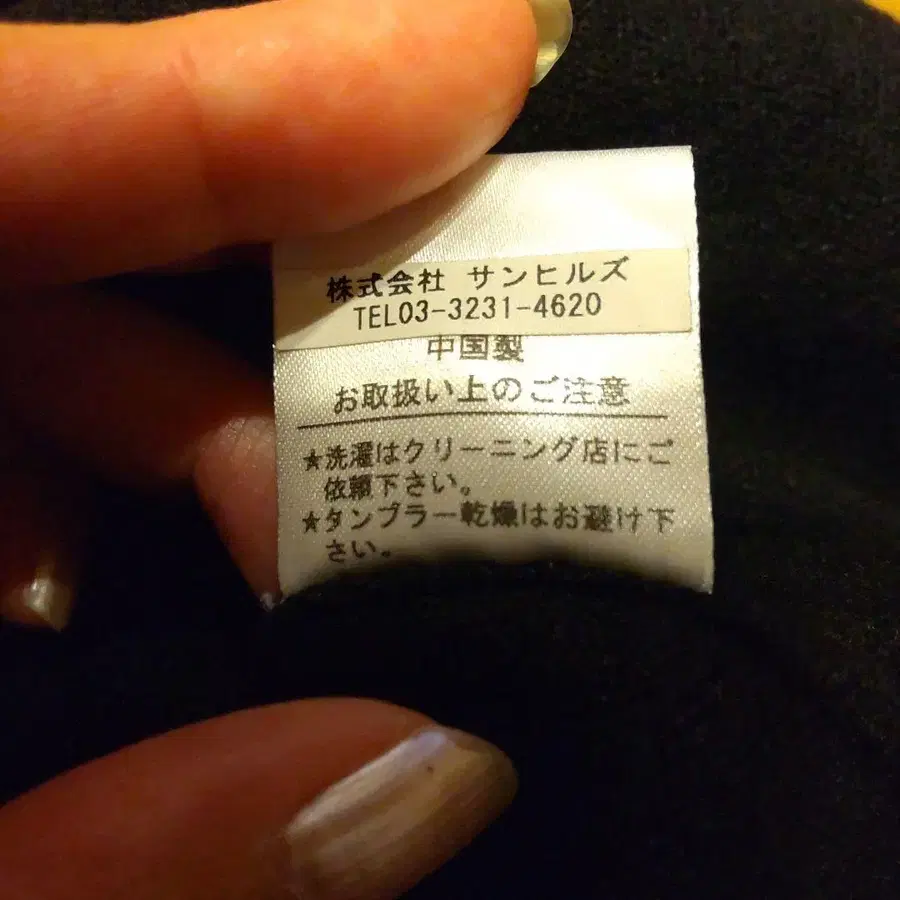 株式会社 サンヒルズ
TEL03-3231-4620
中国製
お取扱い上のご注意
★洗濯はクリーニング店にご
依頼下さい。
★タンブラー乾燥はお避け下
さい。